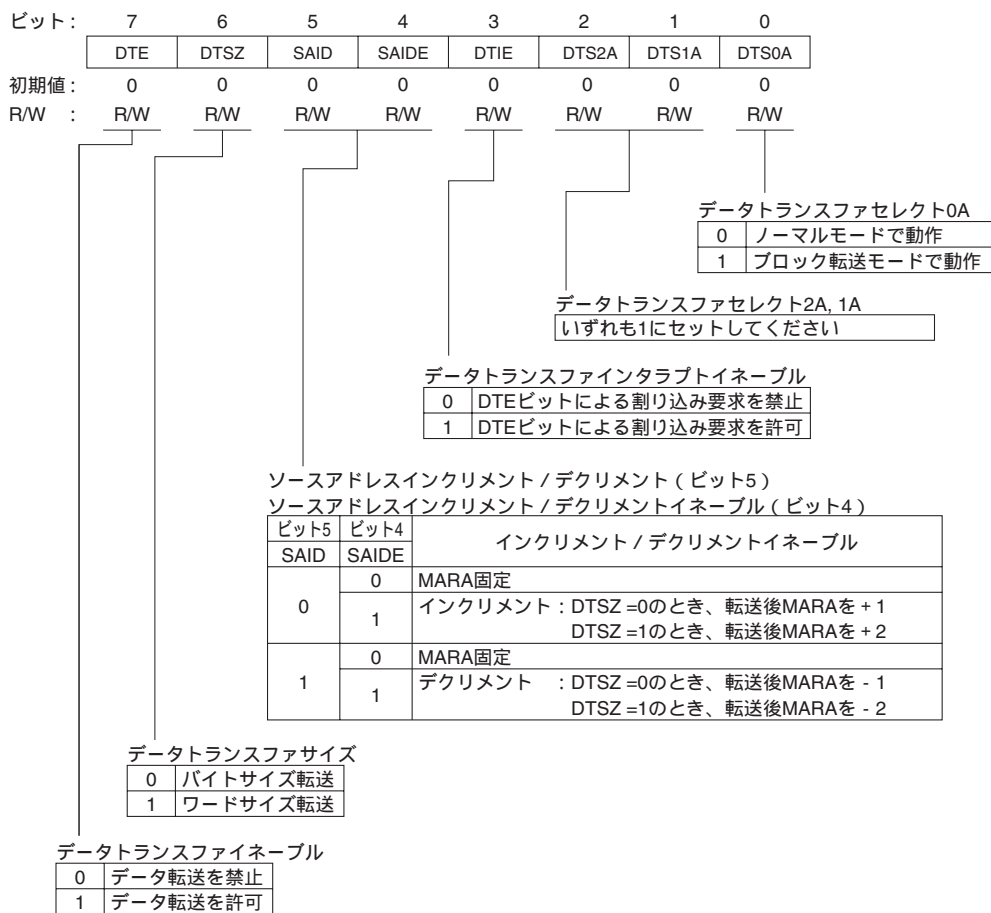 ビット : 7 6 5 4 3 2 1 0
DTE DTSZ SAID SAIDE DTIE DTS2A DTS1A DTS0A
初期値 : 0 0 0 0 0 0 0 0
R/W : R/W R/W R/W R/W R/W R/W R/W R/W
データトランスファセレクト0A
0 ノーマルモードで動作
1 ブロック転送モードで動作
データトランスファセレクト2A, 1A
いずれも1にセットしてください
データトランスファインタラプトイネーブル
0 DTEビットによる割り込み要求を禁止
1 DTEビットによる割り込み要求を許可
ソースアドレスインクリメント / デクリメント ( ビット5 )
ソースアドレスインクリメント / デクリメントイネーブル ( ビット4 )
ビット5 ビット4 インクリメント / デクリメントイネーブル
SAID SAIDE
0 0 MARA固定
1 インクリメント : DTSZ =0のとき、転送後MARAを + 1
DTSZ =1のとき、転送後MARAを + 2
1 0 MARA固定
1 デクリメント : DTSZ =0のとき、転送後MARAを - 1
DTSZ =1のとき、転送後MARAを - 2
データトランスファサイズ
0 バイトサイズ転送
1 ワードサイズ転送
データトランスファイネーブル
0 データ転送を禁止
1 データ転送を許可